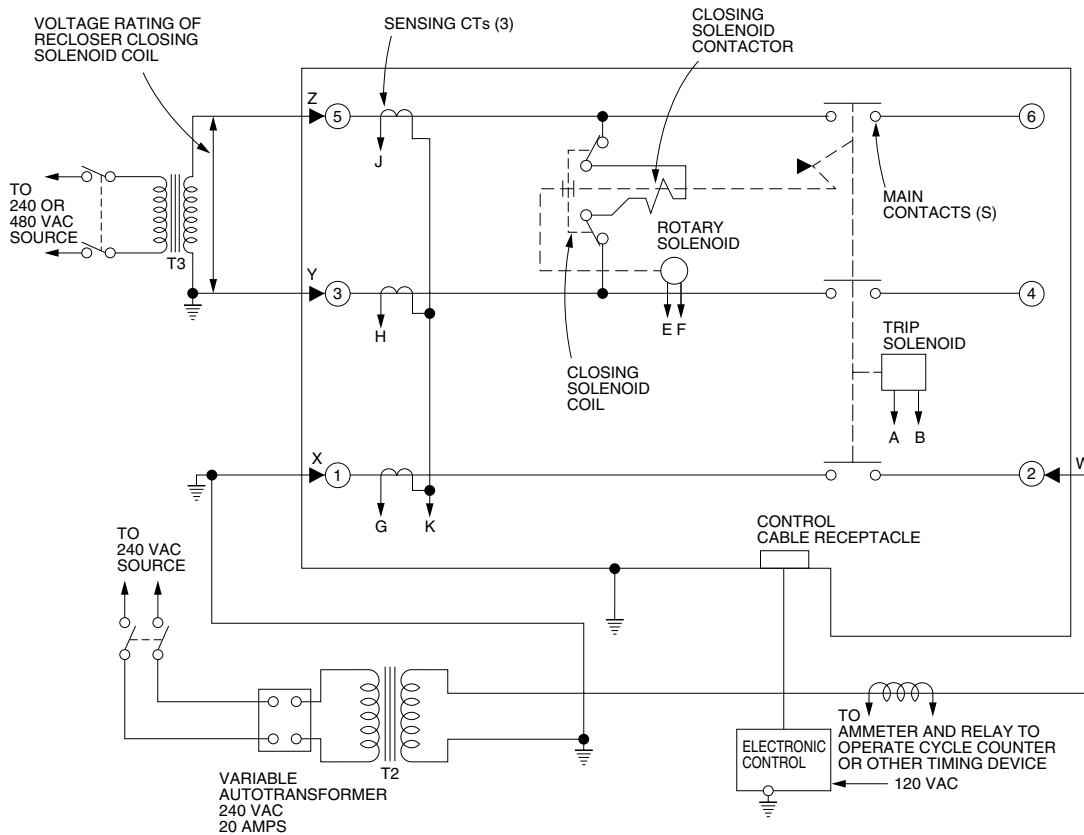 VOLTAGE RATING OF
RECLOSER CLOSING
SOLENOID COIL
SENSING CTs (3)
CLOSING
SOLENOID
CONTACTOR
Z
5
6
J
TO
240 OR
480 VAC
SOURCE
T3
MAIN
CONTACTS (S)
ROTARY
SOLENOID
Y
3
4
H
E F
CLOSING
SOLENOID
COIL
TRIP
SOLENOID
A B
X
1
2
W
G K
CONTROL
CABLE RECEPTACLE
TO
240 VAC
SOURCE
T2
VARIABLE
AUTOTRANSFORMER
240 VAC
20 AMPS
ELECTRONIC
CONTROL
TO
AMMETER AND RELAY TO
OPERATE CYCLE COUNTER
OR OTHER TIMING DEVICE
120 VAC